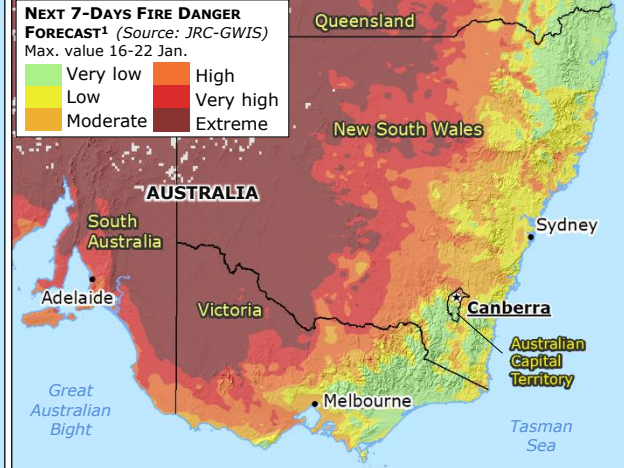 NEXT 7-DAYS FIRE DANGER
FORECAST¹ (Source: JRC-GWIS)
Max. value 16-22 Jan.
Very low
High
Low
Very high
Moderate
Extreme
Queensland
New South Wales
AUSTRALIA
South
Australia
Sydney
Adelaide
Victoria
Canberra
Australian
Capital
Territory
Great
Australian
Bight
Melbourne
Tasman
Sea